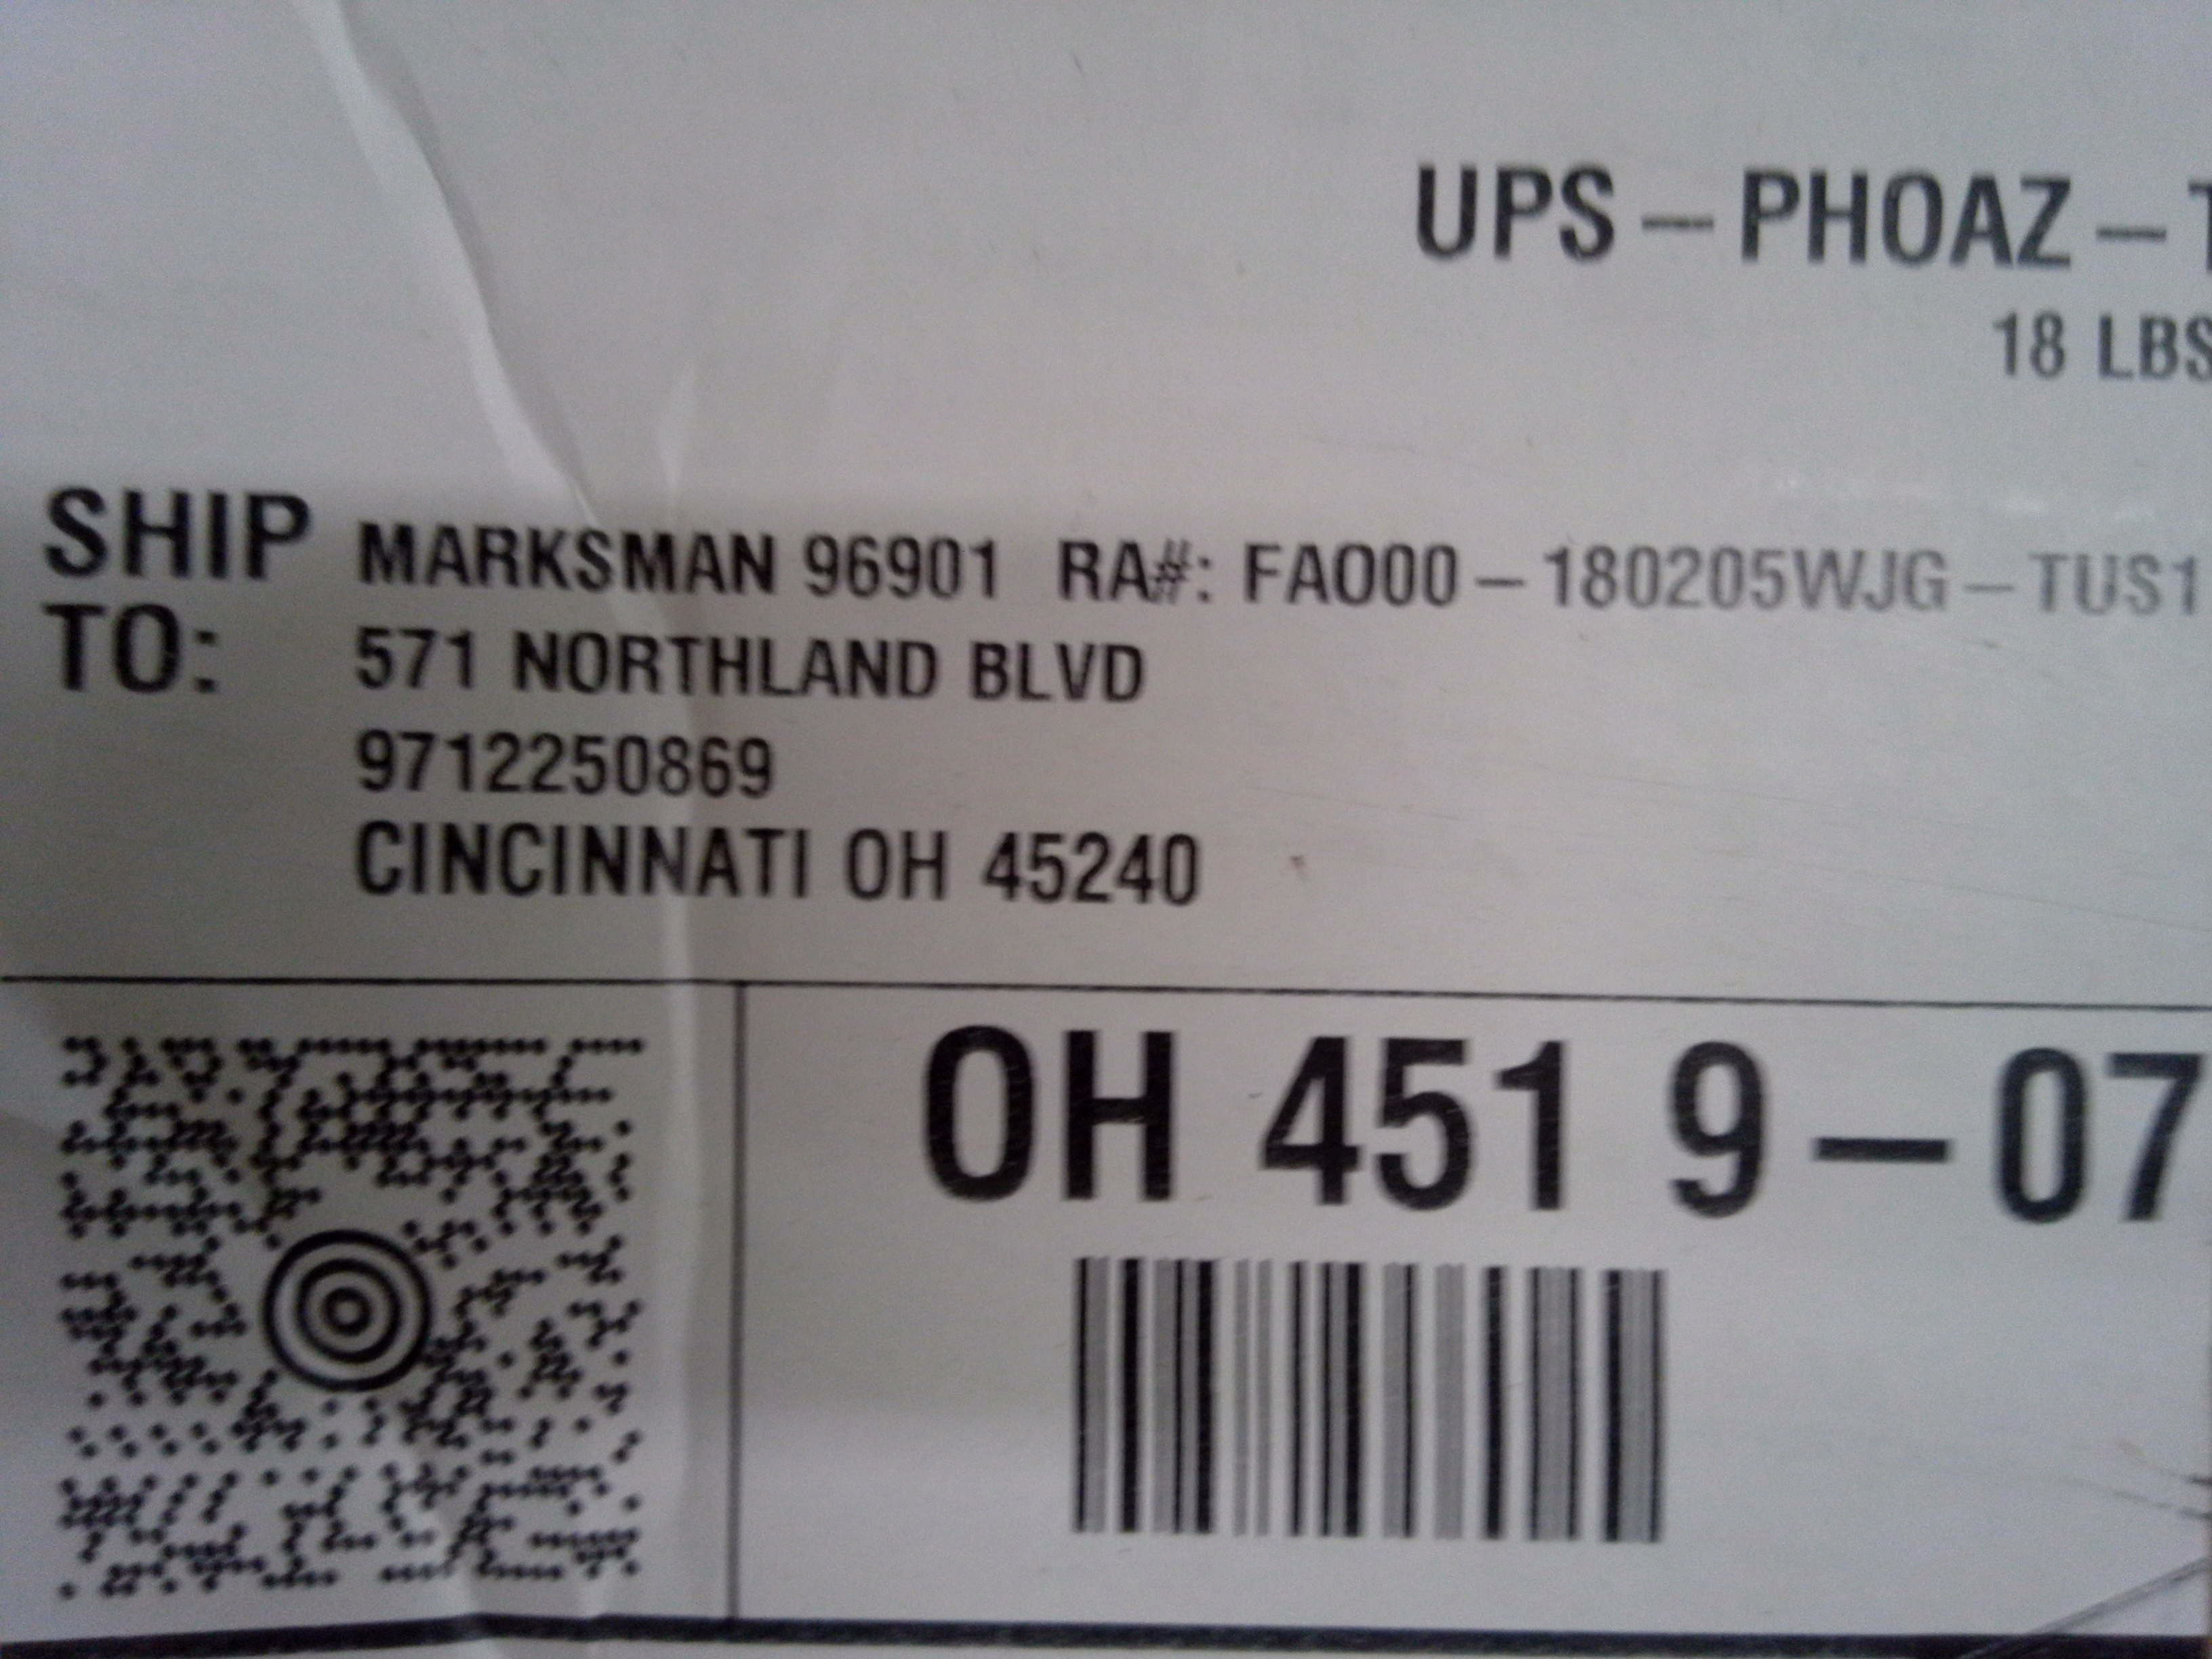 UPS – PHOAZ –
18 LBS
SHIP TO:
MARKSMAN 96901 RA#: FAO00 – 180205WJG – TUS1
571 NORTHLAND BLVD
9712250869
CINCINNATI OH 45240
OH 451 9 – 07